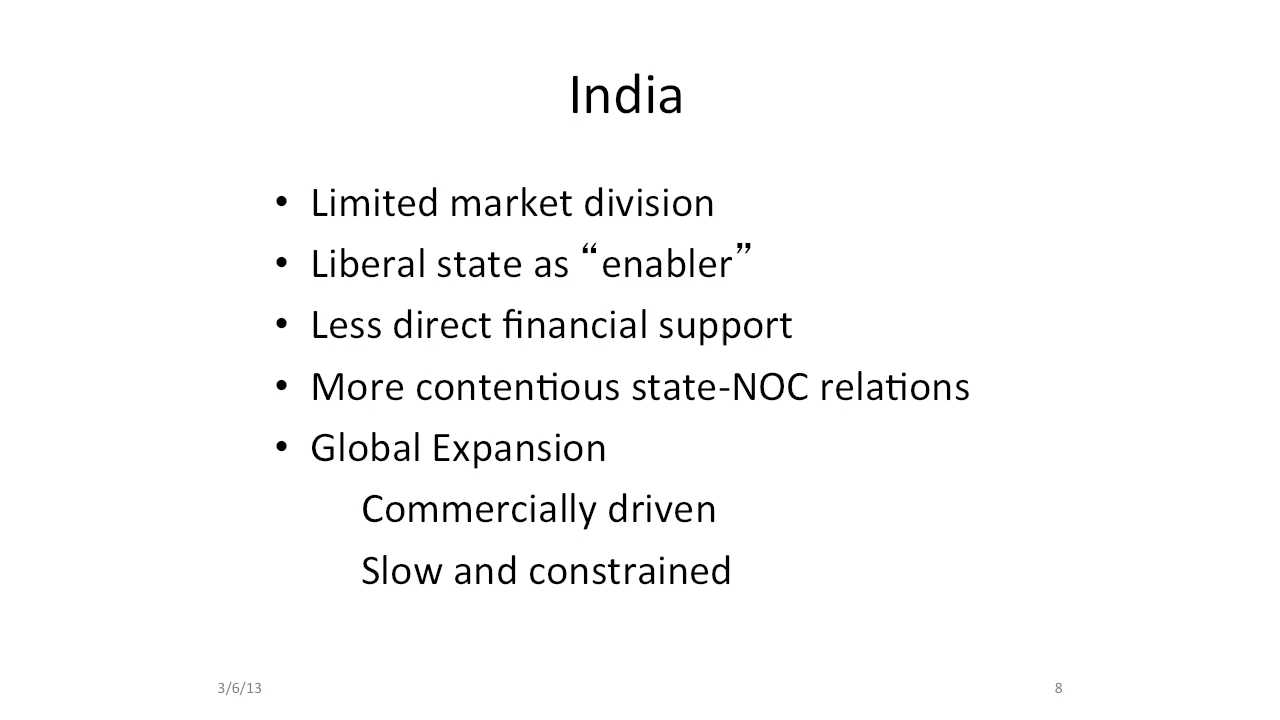 India
• Limited market division
• Liberal state as “enabler”
• Less direct financial support
• More contentious state-NOC relations
• Global Expansion
Commercially driven
Slow and constrained
3/6/13
8